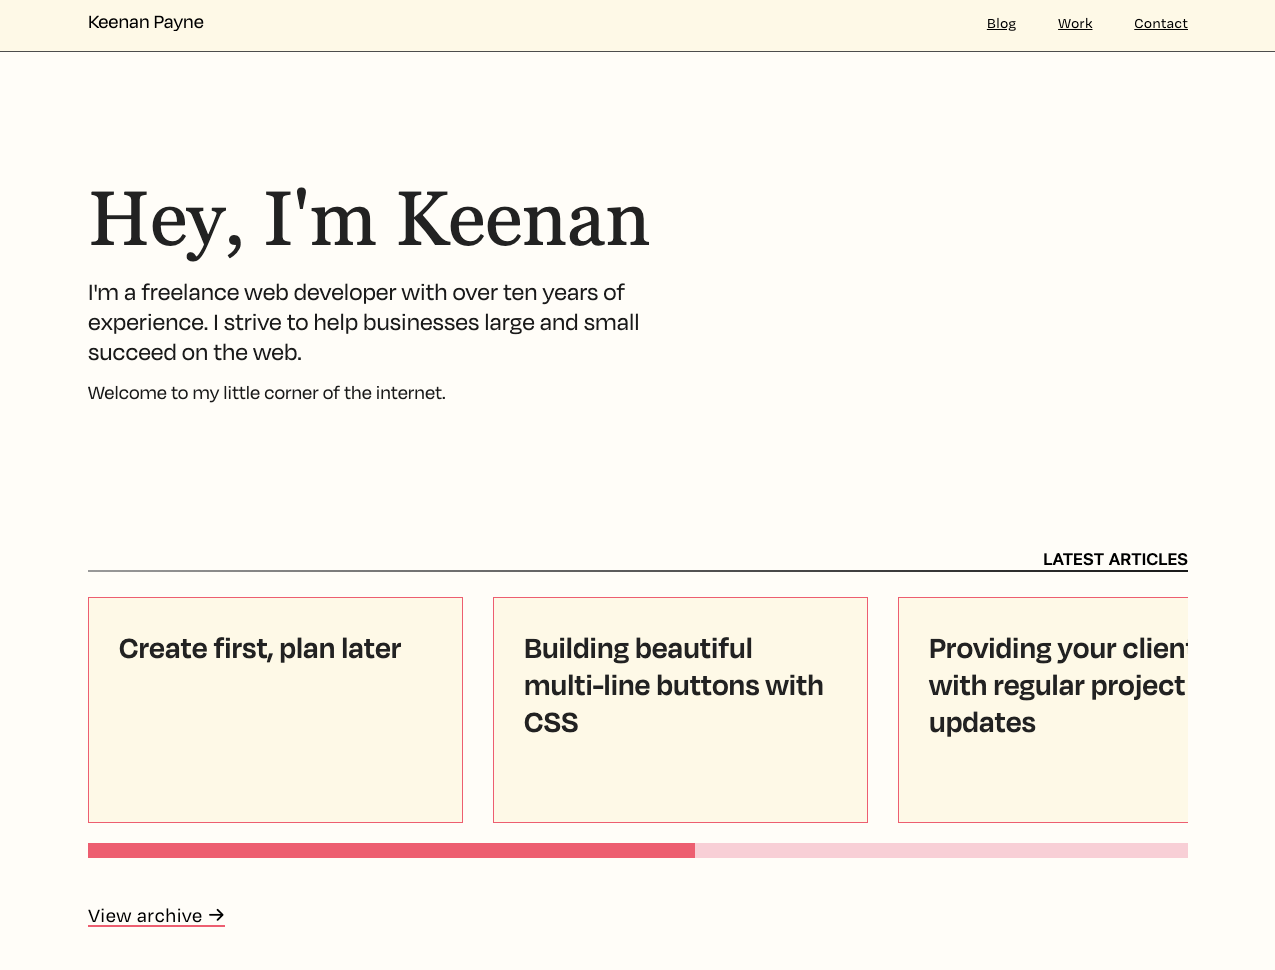 Keenan Payne
Blog
Work
Contact
Hey, I'm Keenan
I'm a freelance web developer with over ten years of
experience. I strive to help businesses large and small
succeed on the web.
Welcome to my little corner of the internet.
LATEST ARTICLES
Create first, plan later
Building beautiful
multi-line buttons with
CSS
Providing your client
with regular project
updates
View archive →